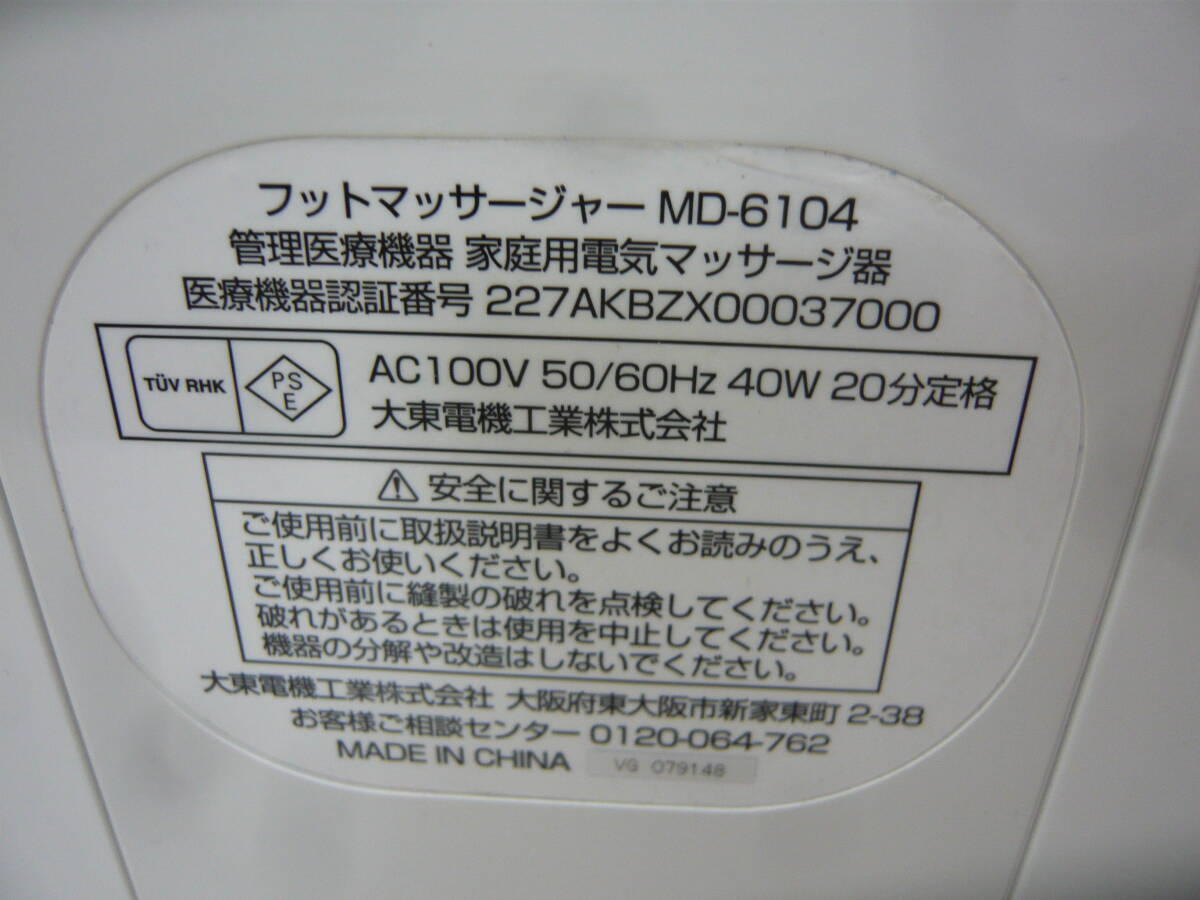 フットマッサージャー MD-6104
管理医療機器 家庭用電気マッサージ器
医療機器認証番号 227AKBZX00037000
TÜV RHK
PS
E
AC100V 50/60Hz 40W 20分定格
大東電機工業株式会社
安全に関するご注意
ご使用前に取扱説明書をよくお読みのうえ、
正しくお使いください。
ご使用前に縫製の破れを点検してください。
破れがあるときは使用を中止してください。
機器の分解や改造はしないでください。
大東電機工業株式会社 大阪府東大阪市新家東町 2-38
お客様ご相談センター 0120-064-762
MADE IN CHINA VG 079148